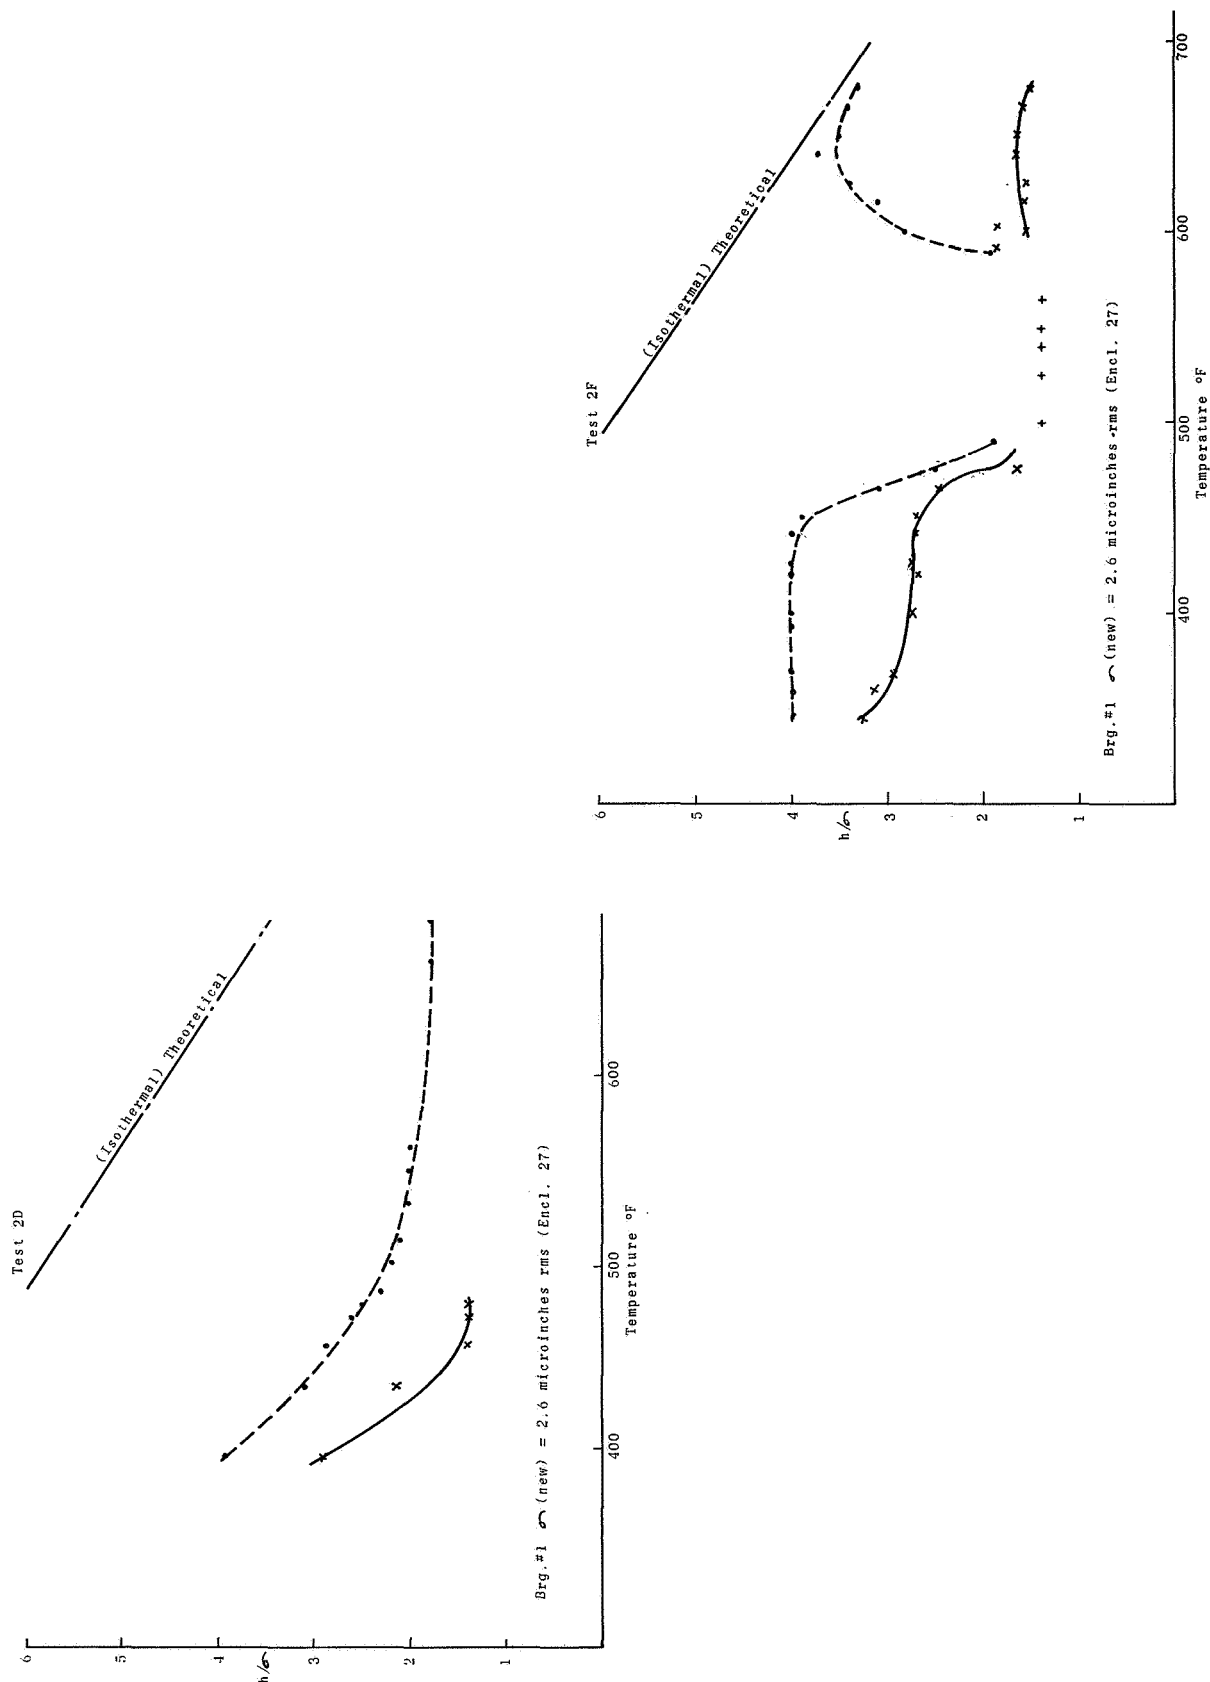 Test 2D
(Isothermal) Theoretical
6
5
4
3
2
1
h/σ
400
500
600
Temperature °F
Brg.#1 σ (new) = 2.6 microinches rms (Encl. 27)
Test 2F
(Isothermal) Theoretical
6
5
4
3
2
1
h/σ
400
500
600
700
Temperature °F
Brg.#1 σ (new) = 2.6 microinches rms (Encl. 27)